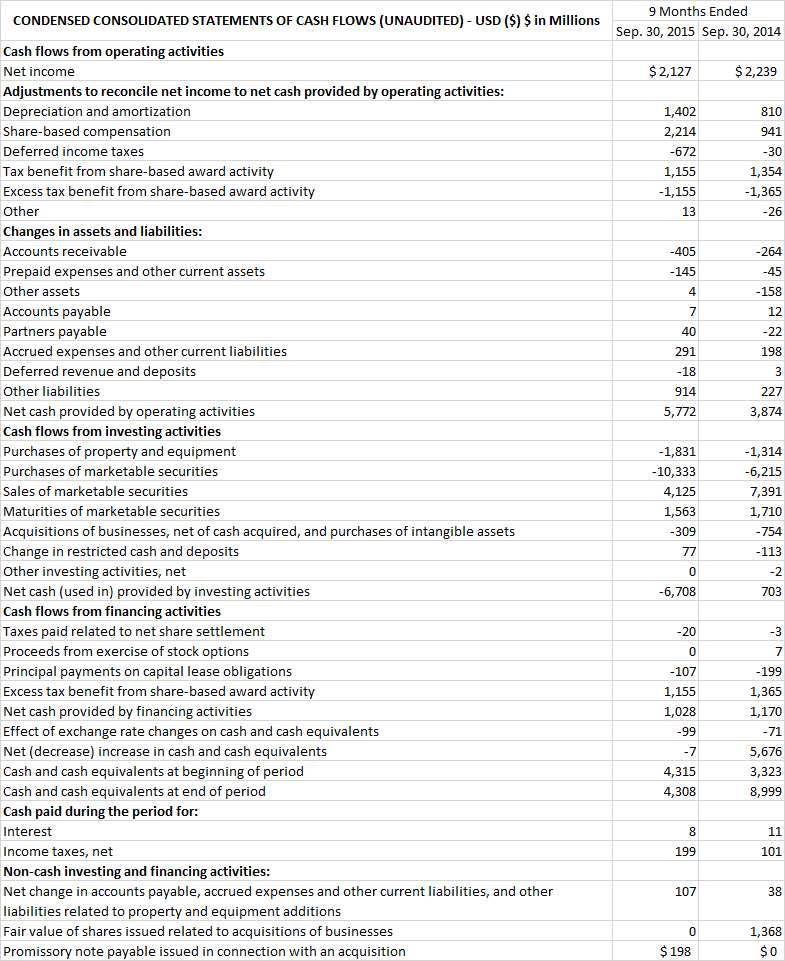 CONDENSED CONSOLIDATED STATEMENTS OF CASH FLOWS (UNAUDITED) - USD ($) $ in Millions 9 Months Ended
Sep. 30, 2015 Sep. 30, 2014
Cash flows from operating activities
Net income $ 2,127 $ 2,239
Adjustments to reconcile net income to net cash provided by operating activities:
Depreciation and amortization 1,402 810
Share-based compensation 2,214 941
Deferred income taxes -672 -30
Tax benefit from share-based award activity 1,155 1,354
Excess tax benefit from share-based award activity -1,155 -1,365
Other 13 -26
Changes in assets and liabilities:
Accounts receivable -405 -264
Prepaid expenses and other current assets -145 -45
Other assets 4 -158
Accounts payable 7 12
Partners payable 40 -22
Accrued expenses and other current liabilities 291 198
Deferred revenue and deposits -18 3
Other liabilities 914 227
Net cash provided by operating activities 5,772 3,874
Cash flows from investing activities
Purchases of property and equipment -1,831 -1,314
Purchases of marketable securities -10,333 -6,215
Sales of marketable securities 4,125 7,391
Maturities of marketable securities 1,563 1,710
Acquisitions of businesses, net of cash acquired, and purchases of intangible assets -309 -754
Change in restricted cash and deposits 77 -113
Other investing activities, net 0 -2
Net cash (used in) provided by investing activities -6,708 703
Cash flows from financing activities
Taxes paid related to net share settlement -20 -3
Proceeds from exercise of stock options 0 7
Principal payments on capital lease obligations -107 -199
Excess tax benefit from share-based award activity 1,155 1,365
Net cash provided by financing activities 1,028 1,170
Effect of exchange rate changes on cash and cash equivalents -99 -71
Net (decrease) increase in cash and cash equivalents -7 5,676
Cash and cash equivalents at beginning of period 4,315 3,323
Cash and cash equivalents at end of period 4,308 8,999
Cash paid during the period for:
Interest 8 11
Income taxes, net 199 101
Non-cash investing and financing activities:
Net change in accounts payable, accrued expenses and other current liabilities, and other 107 38
liabilities related to property and equipment additions
Fair value of shares issued related to acquisitions of businesses 0 1,368
Promissory note payable issued in connection with an acquisition $ 198 $ 0